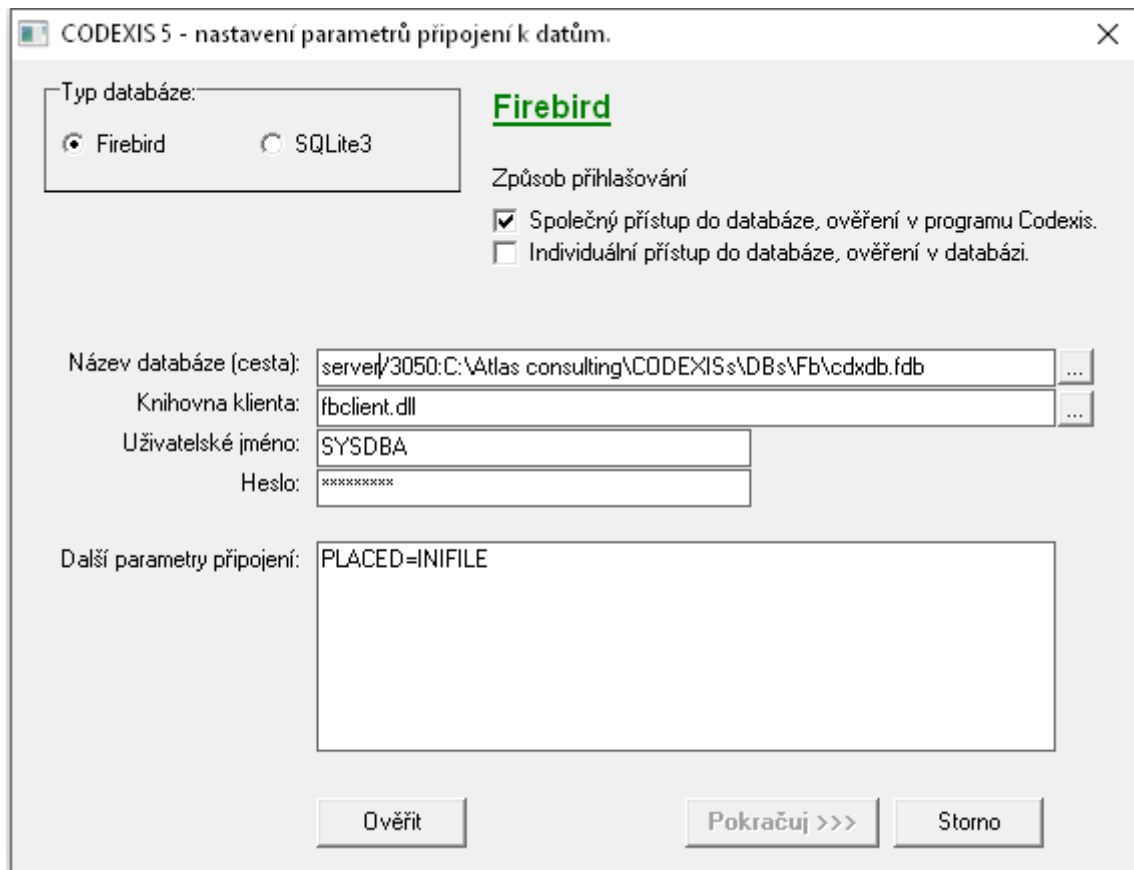 CODEXIS 5 - nastavení parametrů připojení k datům.
Typ databáze:
Firebird
SQLite3
Firebird
Způsob přihlašování
Společný přístup do databáze, ověření v programu Codexis.
Individuální přístup do databáze, ověření v databázi.
Název databáze (cesta):
server/3050:C:\Atlas consulting\CODEXISs\DBs\Fb\cdxdb.fdb
...
Knihovna klienta:
fbclient.dll
...
Uživatelské jméno:
SYSDBA
Heslo:
*********
Další parametry připojení:
PLACED=INIFILE
Ověřit
Pokračuj >>>
Storno